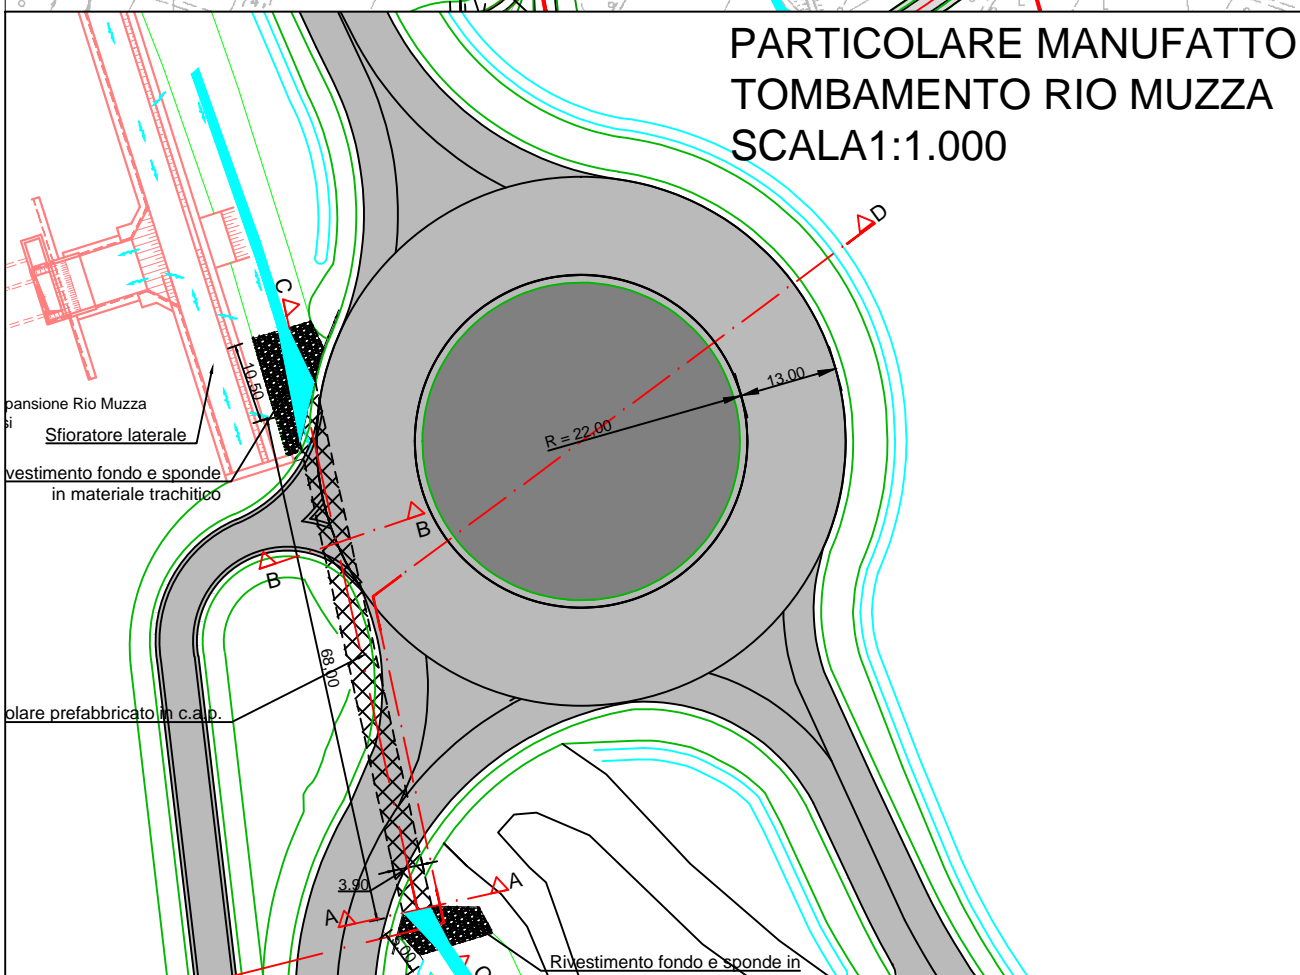 PARTICOLARE MANUFATTO
TOMBAMENTO RIO MUZZA
SCALA1:1.000
D
C
10,50
13.00
R = 22.00
pansione Rio Muzza
si
Sfioratore laterale
vestimento fondo e sponde
in materiale trachitico
B
B
68,00
olare prefabbricato in c.a.p.
3.90
A
A
Rivestimento fondo e sponde in